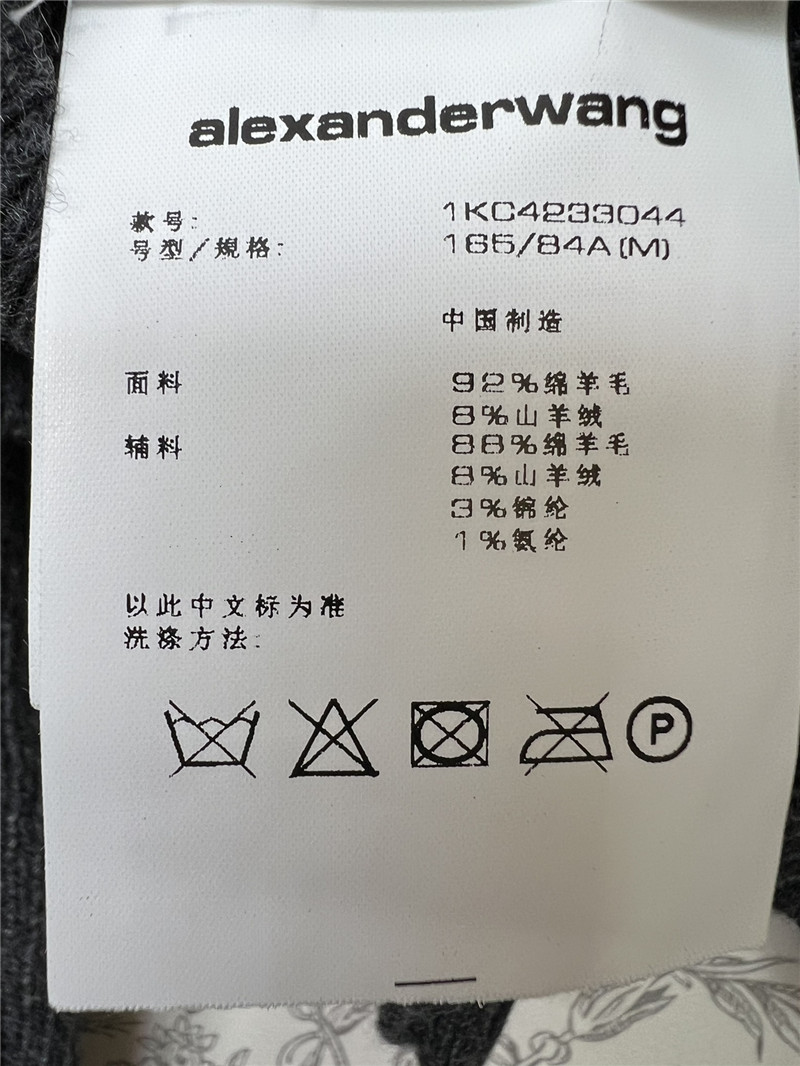 alexanderwang
款号: 1KC4233044
号型/规格: 165/84A(M)
中国制造
面料 92%绵羊毛
8%山羊绒
辅料 88%绵羊毛
8%山羊绒
3%锦纶
1%氨纶
以此中文标为准
洗涤方法:
P